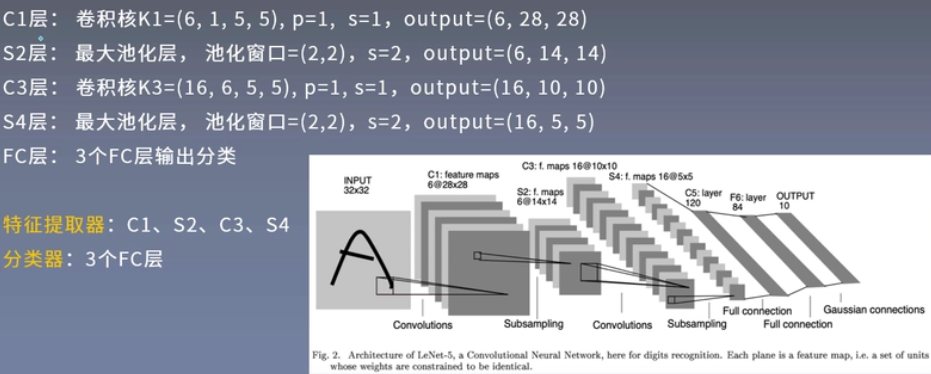 C1层： 卷积核K1=(6, 1, 5, 5), p=1, s=1，output=(6, 28, 28)
S2层： 最大池化层， 池化窗口=(2,2)，s=2，output=(6, 14, 14)
C3层： 卷积核K3=(16, 6, 5, 5), p=1, s=1，output=(16, 10, 10)
S4层： 最大池化层， 池化窗口=(2,2)，s=2，output=(16, 5, 5)
FC层： 3个FC层输出分类
特征提取器：C1、S2、C3、S4
分类器：3个FC层
INPUT
32x32
C1: feature maps
6@28x28
S2: f. maps
6@14x14
C3: f. maps 16@10x10
S4: f. maps 16@5x5
C5: layer
120
F6: layer
84
OUTPUT
10
Convolutions
Subsampling
Convolutions
Subsampling
Full connection
Full connection
Gaussian connections
Fig. 2. Architecture of LeNet-5, a Convolutional Neural Network, here for digits recognition. Each plane is a feature map, i.e. a set of units
whose weights are constrained to be identical.